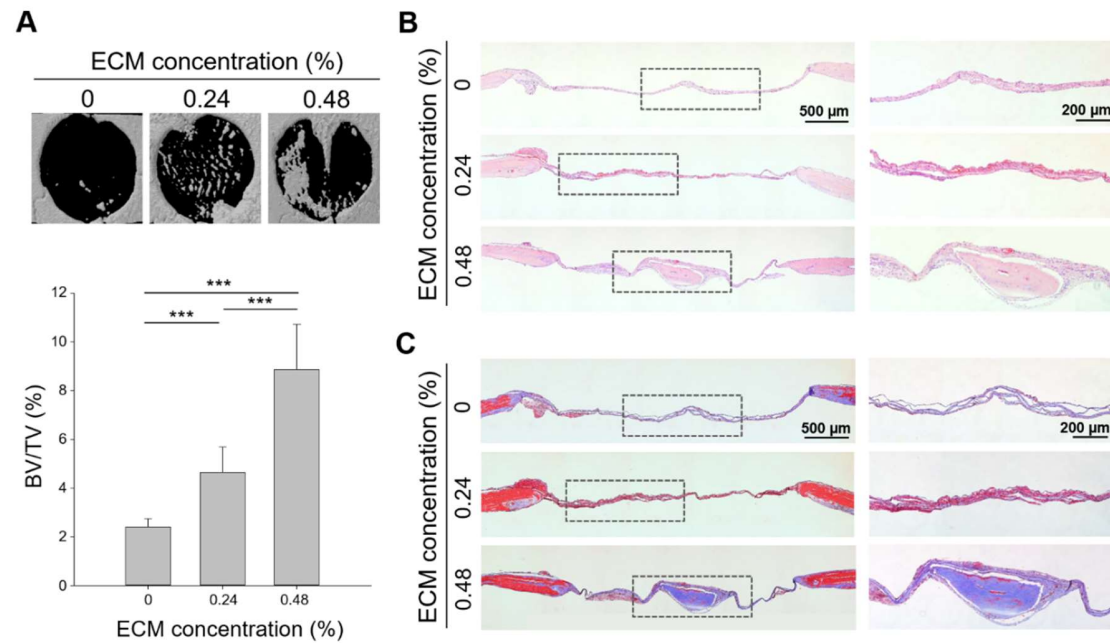 A
ECM concentration (%)
0 0.24 0.48
***
***
***
12
10
8
6
4
2
0
BV/TV (%)
0 0.24 0.48
ECM concentration (%)
B
ECM concentration (%)
0
0.24
0.48
500 µm
200 µm
C
ECM concentration (%)
0
0.24
0.48
500 µm
200 µm